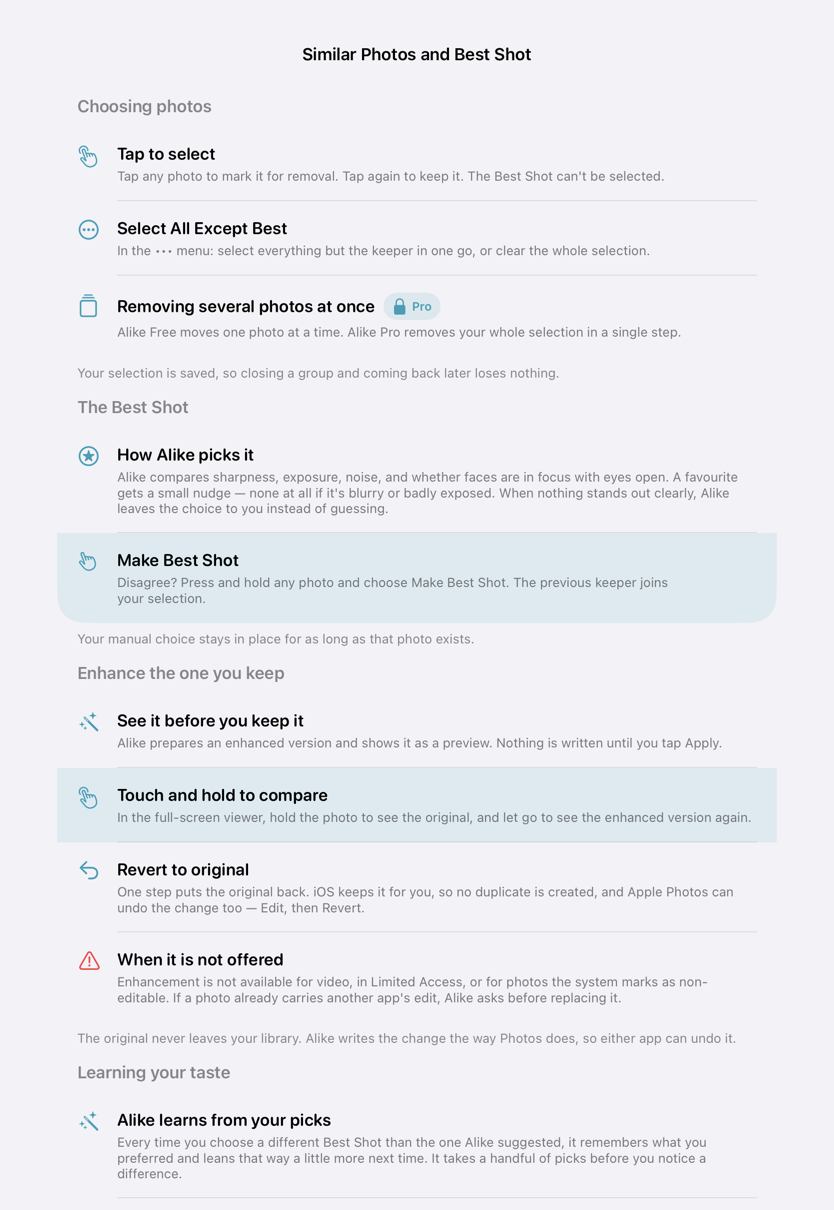 Similar Photos and Best Shot
Choosing photos
Tap to select
Tap any photo to mark it for removal. Tap again to keep it. The Best Shot can't be selected.
Select All Except Best
In the ··· menu: select everything but the keeper in one go, or clear the whole selection.
Removing several photos at once Pro
Alike Free moves one photo at a time. Alike Pro removes your whole selection in a single step.
Your selection is saved, so closing a group and coming back later loses nothing.
The Best Shot
How Alike picks it
Alike compares sharpness, exposure, noise, and whether faces are in focus with eyes open. A favourite
gets a small nudge — none at all if it's blurry or badly exposed. When nothing stands out clearly, Alike
leaves the choice to you instead of guessing.
Make Best Shot
Disagree? Press and hold any photo and choose Make Best Shot. The previous keeper joins
your selection.
Your manual choice stays in place for as long as that photo exists.
Enhance the one you keep
See it before you keep it
Alike prepares an enhanced version and shows it as a preview. Nothing is written until you tap Apply.
Touch and hold to compare
In the full-screen viewer, hold the photo to see the original, and let go to see the enhanced version again.
Revert to original
One step puts the original back. iOS keeps it for you, so no duplicate is created, and Apple Photos can
undo the change too — Edit, then Revert.
When it is not offered
Enhancement is not available for video, in Limited Access, or for photos the system marks as non-
editable. If a photo already carries another app's edit, Alike asks before replacing it.
The original never leaves your library. Alike writes the change the way Photos does, so either app can undo it.
Learning your taste
Alike learns from your picks
Every time you choose a different Best Shot than the one Alike suggested, it remembers what you
preferred and leans that way a little more next time. It takes a handful of picks before you notice a
difference.